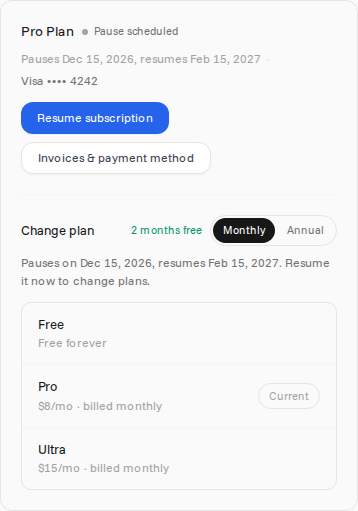 Pro Plan • Pause scheduled
Pauses Dec 15, 2026, resumes Feb 15, 2027 ·
Visa •••• 4242
Resume subscription
Invoices & payment method
Change plan 2 months free Monthly Annual
Pauses on Dec 15, 2026, resumes Feb 15, 2027. Resume
it now to change plans.
Free
Free forever
Pro
$8/mo · billed monthly Current
Ultra
$15/mo · billed monthly